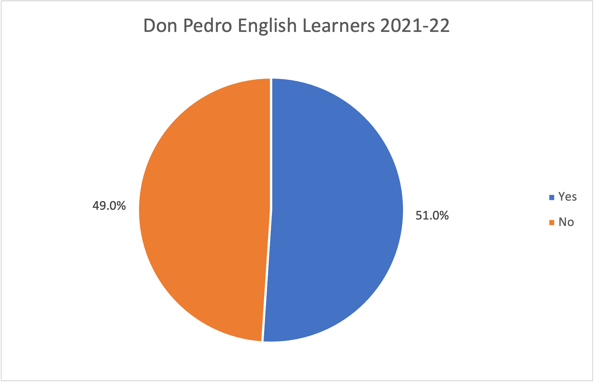 Don Pedro English Learners 2021-22
49.0%
51.0%
Yes
No